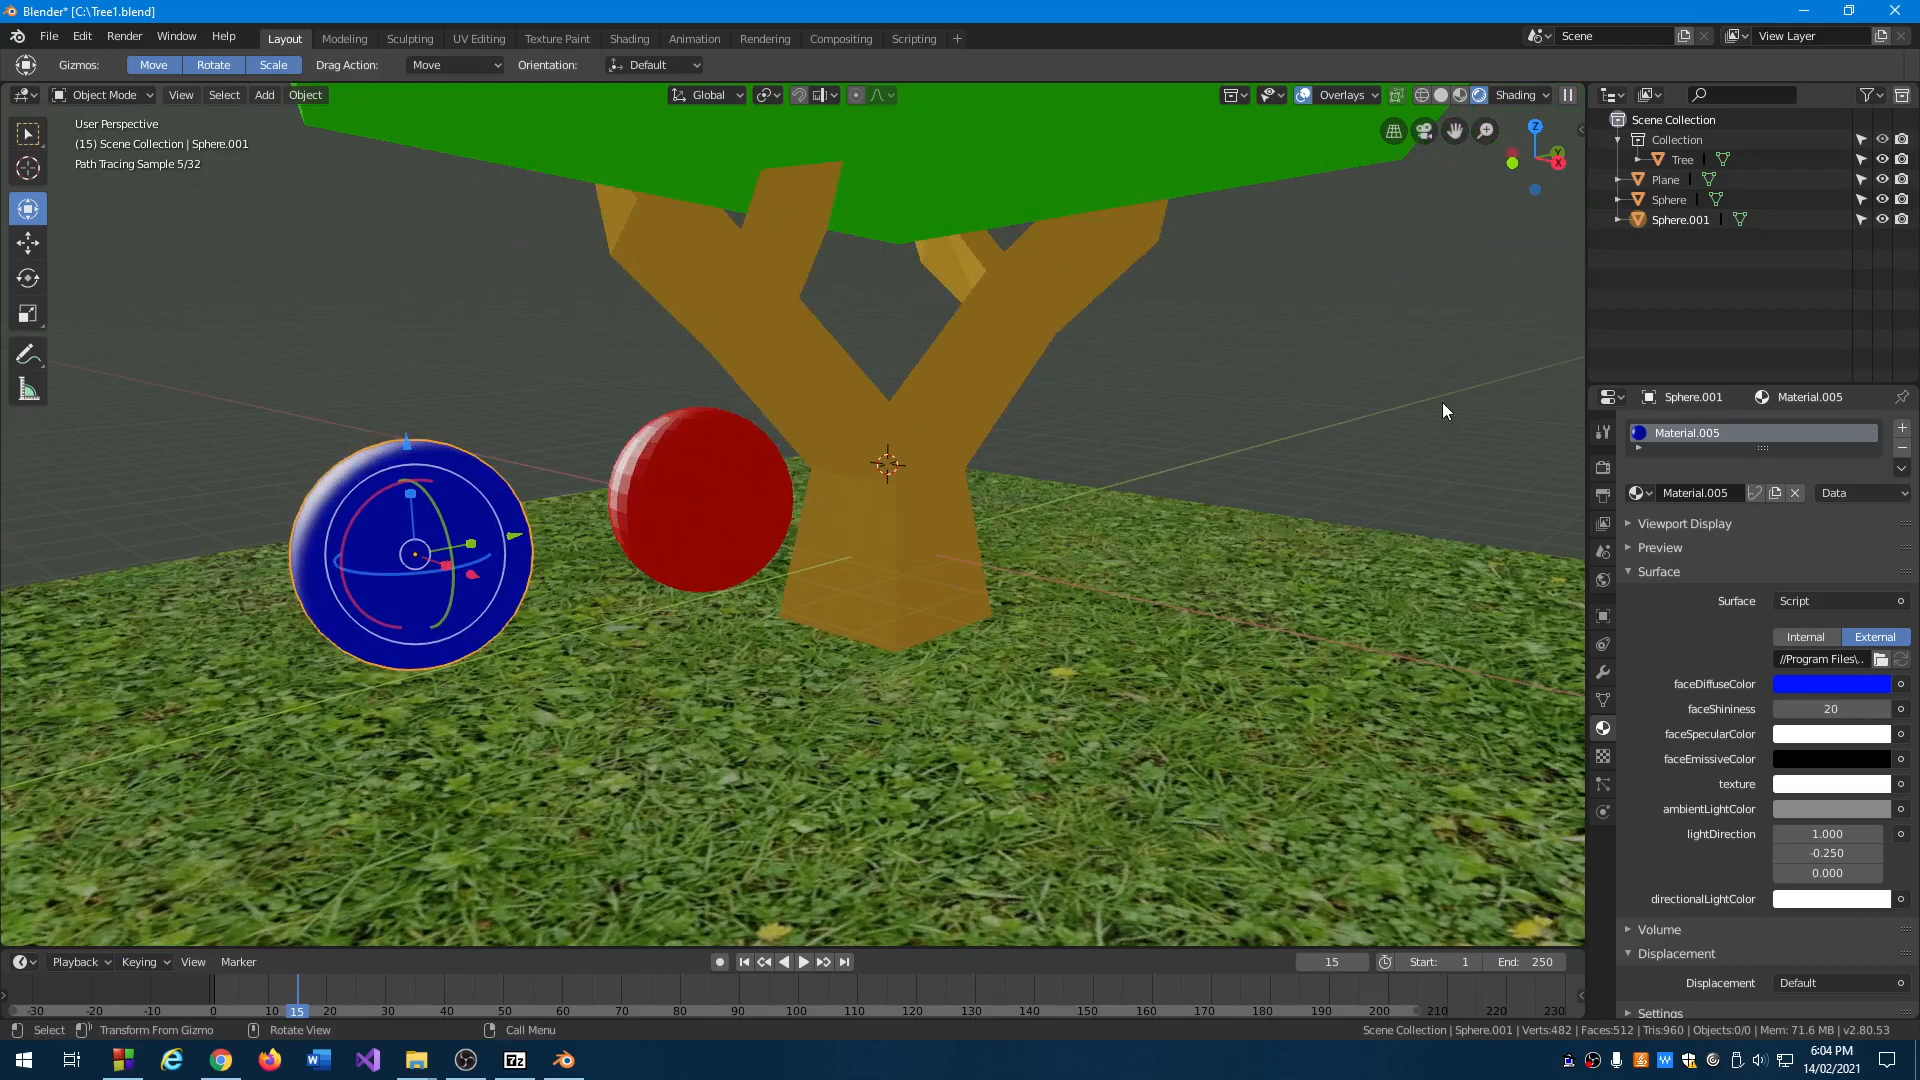 Blender* [C:\Tree1.blend]
File Edit Render Window Help Layout Modeling Sculpting UV Editing Texture Paint Shading Animation Rendering Compositing Scripting + Scene View Layer
Gizmos: Move Rotate Scale Drag Action: Move Orientation: Default
Object Mode View Select Add Object Global Overlays Shading
User Perspective
(15) Scene Collection | Sphere.001
Path Tracing Sample 5/32
Z
Y
X
Scene Collection
Collection
Tree
Plane
Sphere
Sphere.001
Sphere.001 Material.005
Material.005
Material.005 Data
Viewport Display
Preview
Surface
Surface Script
Internal External
//Program Files\..
faceDiffuseColor
faceShininess 20
faceSpecularColor
faceEmissiveColor
texture
ambientLightColor
lightDirection 1.000
-0.250
0.000
directionalLightColor
Volume
Displacement
Displacement Default
Settings
Playback Keying View Marker 15 Start: 1 End: 250
-30 -20 -10 0 10 15 20 30 40 50 60 70 80 90 100 110 120 130 140 150 160 170 180 190 200 210 220 230
Select Transform From Gizmo Rotate View Call Menu Scene Collection | Sphere.001 | Verts:482 | Faces:512 | Tris:960 | Objects:0/0 | Mem: 71.6 MB | v2.80.53
7z
6:04 PM
14/02/2021